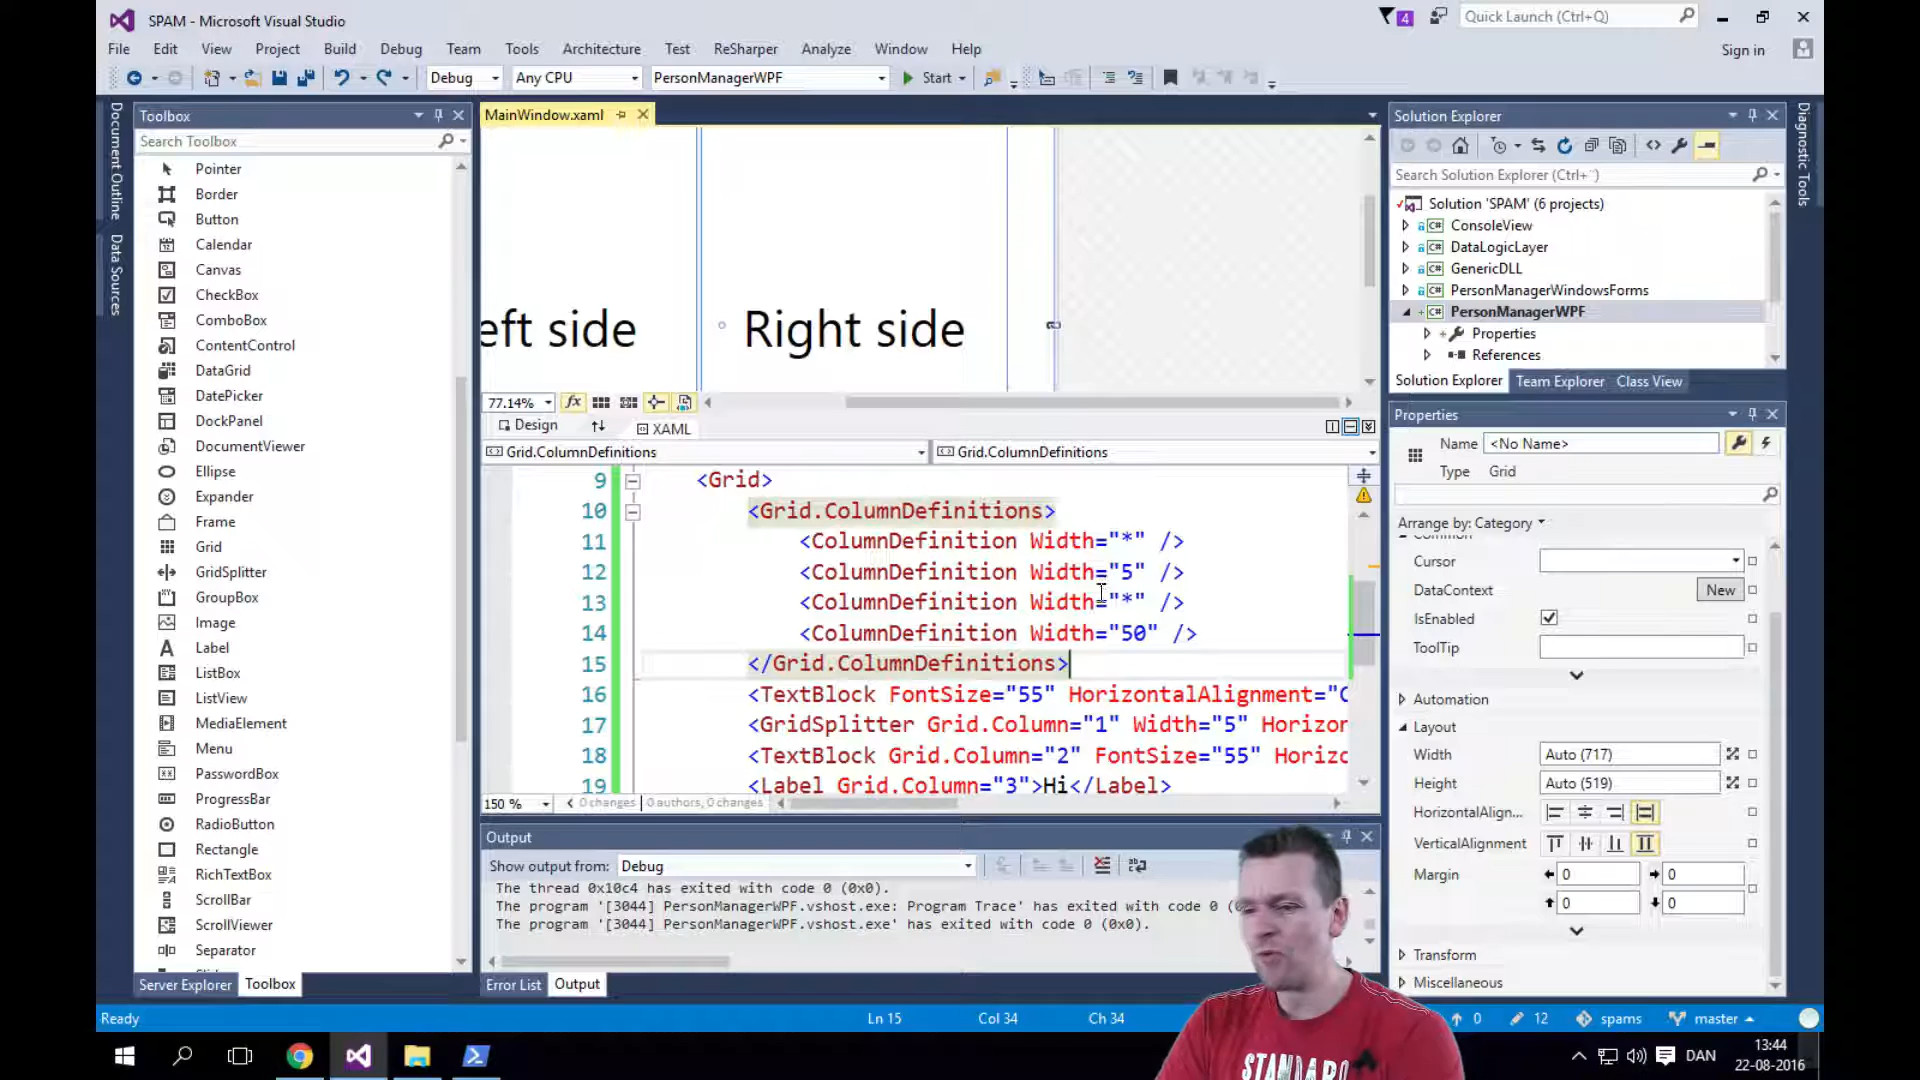 SPAM - Microsoft Visual Studio
4
Quick Launch (Ctrl+Q)
File Edit View Project Build Debug Team Tools Architecture Test ReSharper Analyze Window Help
Sign in
Debug Any CPU PersonManagerWPF Start
Document Outline
Data Sources
Toolbox
Search Toolbox
Pointer
Border
Button
Calendar
Canvas
CheckBox
ComboBox
ContentControl
DataGrid
DatePicker
DockPanel
DocumentViewer
Ellipse
Expander
Frame
Grid
GridSplitter
GroupBox
Image
Label
ListBox
ListView
MediaElement
Menu
PasswordBox
ProgressBar
RadioButton
Rectangle
RichTextBox
ScrollBar
ScrollViewer
Separator
Server Explorer Toolbox
MainWindow.xaml
eft side
Right side
77.14%
Design XAML
Grid.ColumnDefinitions Grid.ColumnDefinitions
9 <Grid>
10 <Grid.ColumnDefinitions>
11 <ColumnDefinition Width="*" />
12 <ColumnDefinition Width="5" />
13 <ColumnDefinition Width="*" />
14 <ColumnDefinition Width="50" />
15 </Grid.ColumnDefinitions>
16 <TextBlock FontSize="55" HorizontalAlignment="C
17 <GridSplitter Grid.Column="1" Width="5" Horizon
18 <TextBlock Grid.Column="2" FontSize="55" Horizo
19 <Label Grid.Column="3">Hi</Label>
150 % 0 changes 0 authors, 0 changes
Output
Show output from: Debug
The thread 0x10c4 has exited with code 0 (0x0).
The program '[3044] PersonManagerWPF.vshost.exe: Program Trace' has exited with code 0 (0x
The program '[3044] PersonManagerWPF.vshost.exe' has exited with code 0 (0x0).
Error List Output
Solution Explorer
Search Solution Explorer (Ctrl+¨)
Solution 'SPAM' (6 projects)
C# ConsoleView
C# DataLogicLayer
C# GenericDLL
C# PersonManagerWindowsForms
C# PersonManagerWPF
Properties
References
Solution Explorer Team Explorer Class View
Diagnostic Tools
Properties
Name <No Name>
Type Grid
Arrange by: Category
Common
Cursor
DataContext New
IsEnabled
ToolTip
Automation
Layout
Width Auto (717)
Height Auto (519)
HorizontalAlign...
VerticalAlignment
Margin 0 0
0 0
Transform
Miscellaneous
Ready Ln 15 Col 34 Ch 34 0 12 spams master
STANDARD
DAN
13:44
22-08-2016